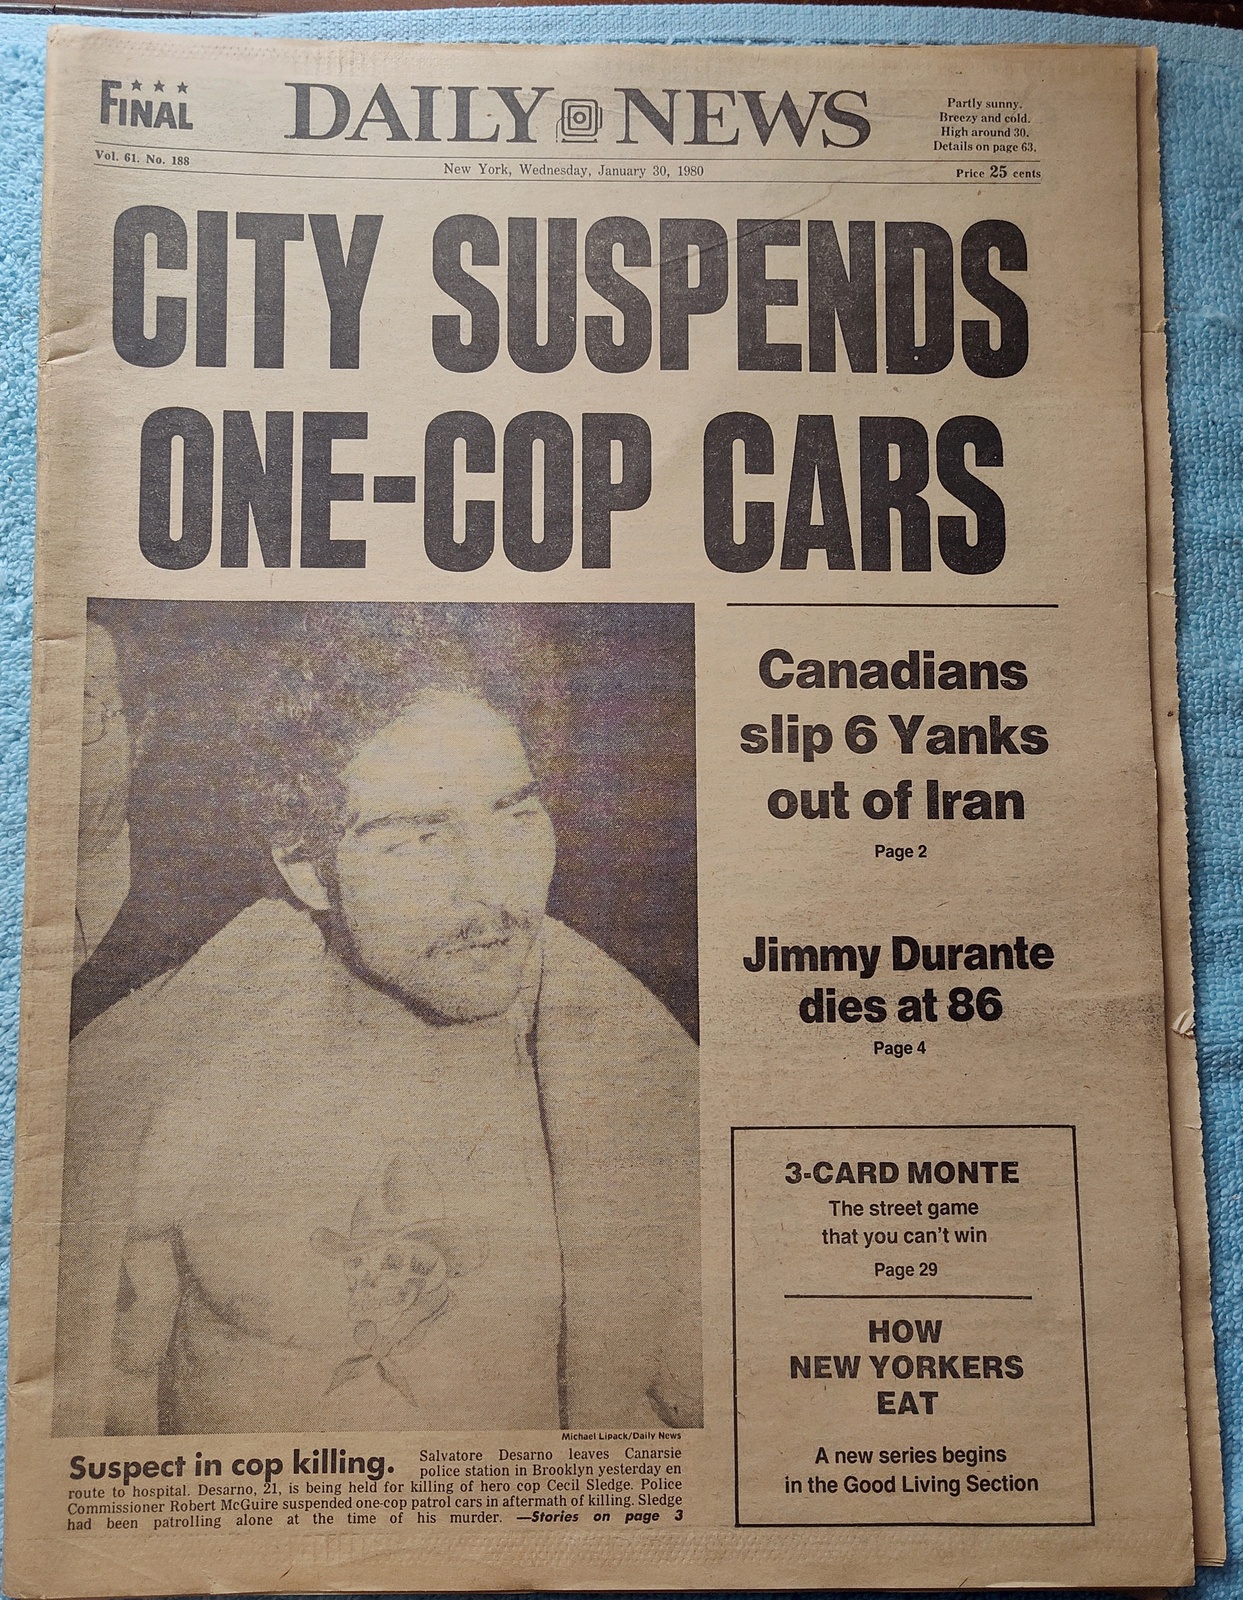 FINAL
DAILY NEWS
Partly sunny.
Breezy and cold.
High around 30.
Details on page 63.
Vol. 61. No. 188
New York, Wednesday, January 30, 1980
Price 25 cents
CITY SUSPENDS
ONE-COP CARS
Canadians
slip 6 Yanks
out of Iran
Page 2
Jimmy Durante
dies at 86
Page 4
3-CARD MONTE
The street game
that you can't win
Page 29
HOW
NEW YORKERS
EAT
A new series begins
in the Good Living Section
Michael Lipack/Daily News
Suspect in cop killing. Salvatore Desarno leaves Canarsie
police station in Brooklyn yesterday en
route to hospital. Desarno, 21, is being held for killing of hero cop Cecil Sledge. Police
Commissioner Robert McGuire suspended one-cop patrol cars in aftermath of killing. Sledge
had been patrolling alone at the time of his murder. —Stories on page 3